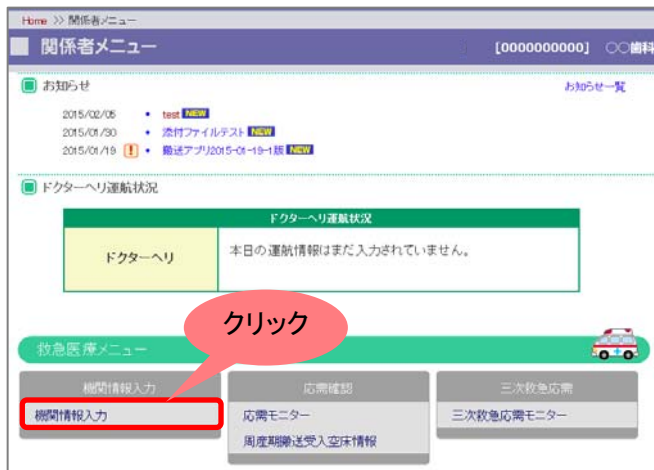 Home >> 関係者メニュー
関係者メニュー [0000000000] 〇〇歯科
お知らせ お知らせ一覧
2015/02/05 • test NEW
2015/01/30 • 添付ファイルテスト NEW
2015/01/19 ! • 搬送アプリ2015-01-19-1版 NEW
ドクターヘリ運航状況
ドクターヘリ運航状況
ドクターヘリ 本日の運航情報はまだ入力されていません。
クリック
救急医療メニュー
機関情報入力 応需確認 三次救急応需
機関情報入力 応需モニター 三次救急応需モニター
周産期搬送受入空床情報